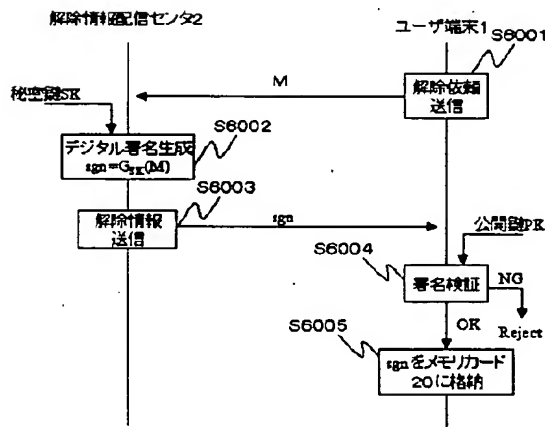 解除情報配信センタ2
ユーザ端末1
S6001
M
解除依頼
送信
秘密鍵SK
S6002
デジタル署名生成
sgn=G_SK(M)
S6003
解除情報
送信
sgn
公開鍵PK
S6004
署名検証
NG
OK
Reject
S6005
sgnをメモリカード
20に格納